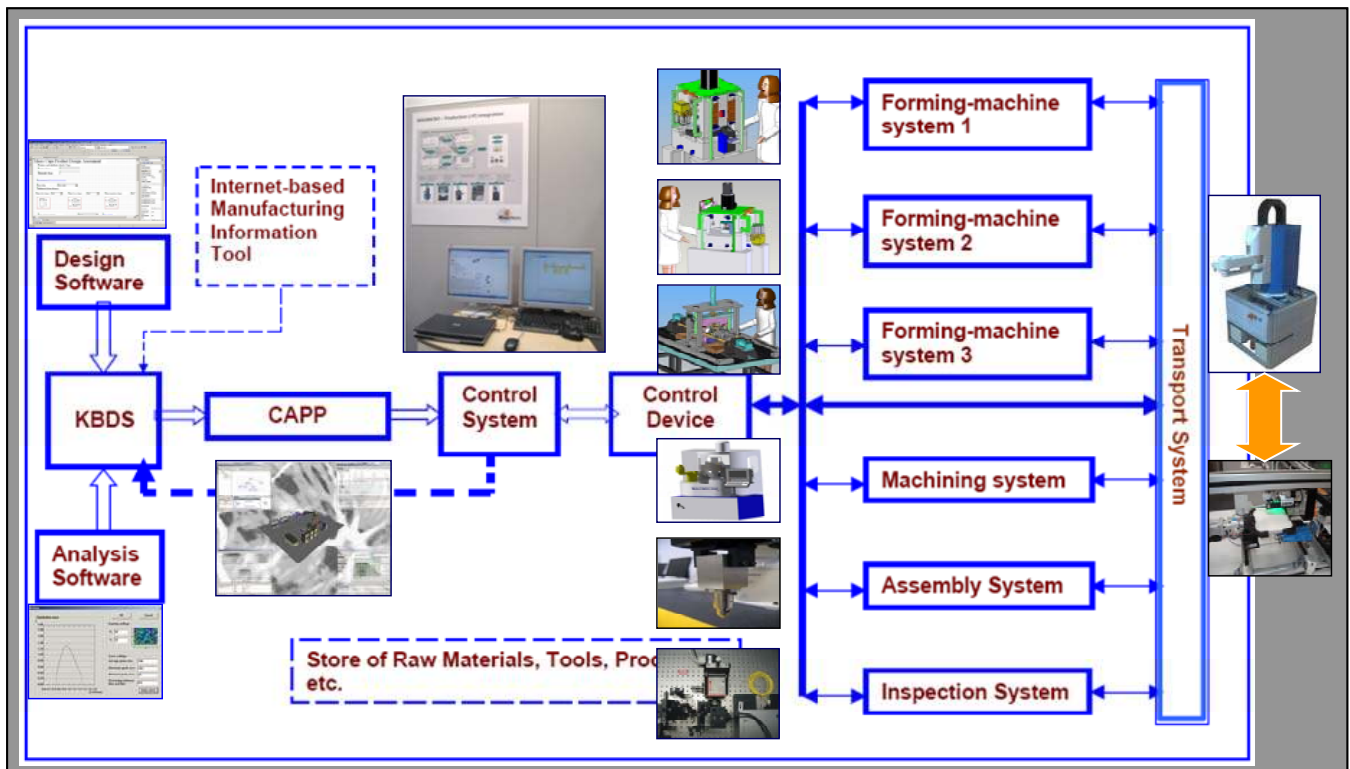 Internet-based
Manufacturing
Information
Tool
Design
Software
KBDS
CAPP
Control
System
Control
Device
Analysis
Software
Store of Raw Materials, Tools, Proc
etc.
Forming-machine
system 1
Forming-machine
system 2
Forming-machine
system 3
Machining system
Assembly System
Inspection System
Transport System